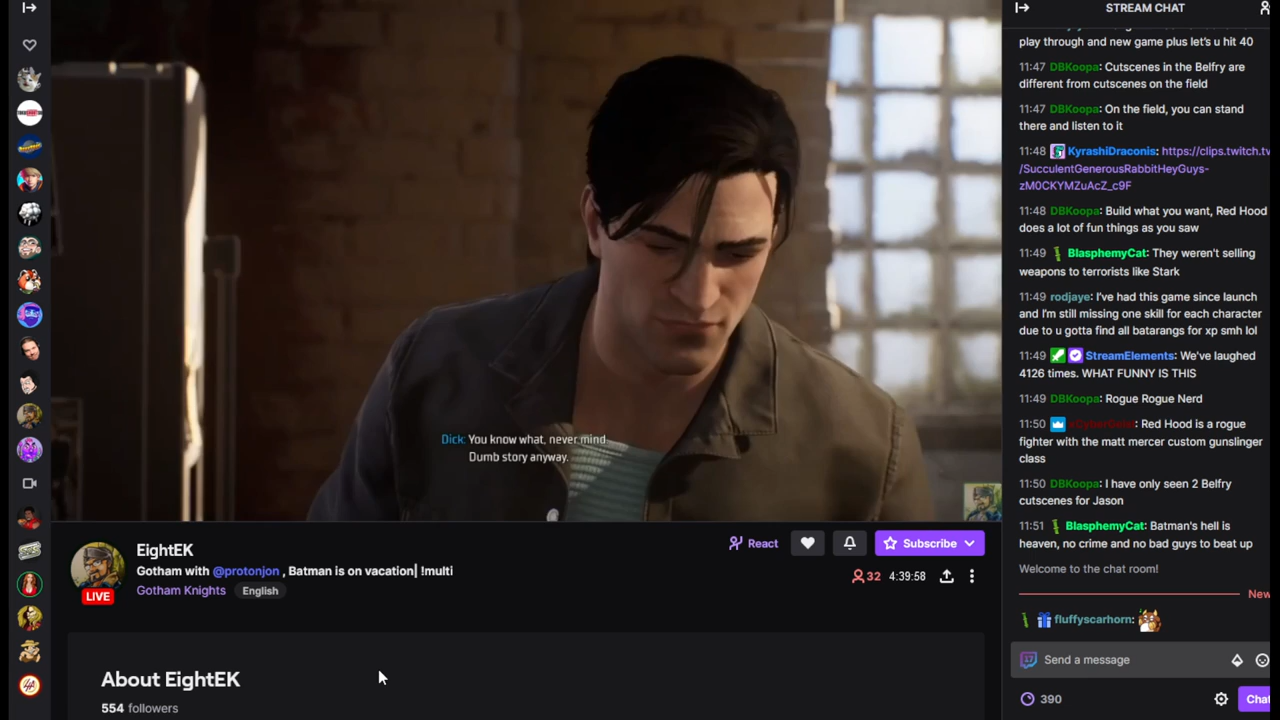 STREAM CHAT
play through and new game plus let's u hit 40
11:47 DBKoopa: Cutscenes in the Belfry are
different from cutscenes on the field
11:47 DBKoopa: On the field, you can stand
there and listen to it
11:48 KyrashiDraconis: https://clips.twitch.tv
/SucculentGenerousRabbitHeyGuys-
zM0CKYMZuAcZ_c9F
11:48 DBKoopa: Build what you want, Red Hood
does a lot of fun things as you saw
11:49 BlasphemyCat: They weren't selling
weapons to terrorists like Stark
11:49 rodjaye: I've had this game since launch
and I'm still missing one skill for each character
due to u gotta find all batarangs for xp smh lol
11:49 StreamElements: We've laughed
4126 times. WHAT FUNNY IS THIS
11:49 DBKoopa: Rogue Rogue Nerd
11:50 Red Hood is a rogue
fighter with the matt mercer custom gunslinger
class
11:50 DBKoopa: I have only seen 2 Belfry
cutscenes for Jason
11:51 BlasphemyCat: Batman's hell is
heaven, no crime and no bad guys to beat up
Welcome to the chat room!
New
fluffyscarhorn:
Send a message
390
Chat
Dick: You know what, never mind.
Dumb story anyway.
EightEK
React
Subscribe
Gotham with @protonjon , Batman is on vacation| !multi
32 4:39:58
Gotham Knights English
LIVE
About EightEK
554 followers